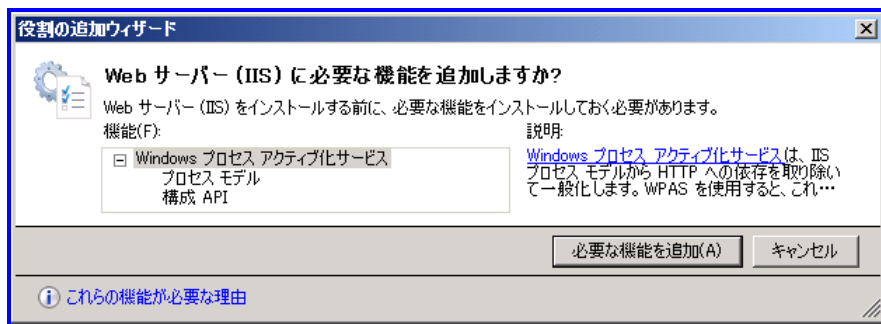 役割の追加ウィザード
Web サーバー (IIS) に必要な機能を追加しますか?
Web サーバー (IIS) をインストールする前に、必要な機能をインストールしておく必要があります。
機能(F):
Windows プロセス アクティブ化サービス
プロセス モデル
構成 API
説明:
Windows プロセス アクティブ化サービスは、IIS
プロセス モデルから HTTP への依存を取り除い
て一般化します。WPAS を使用すると、これ…
必要な機能を追加(A)
キャンセル
これらの機能が必要な理由